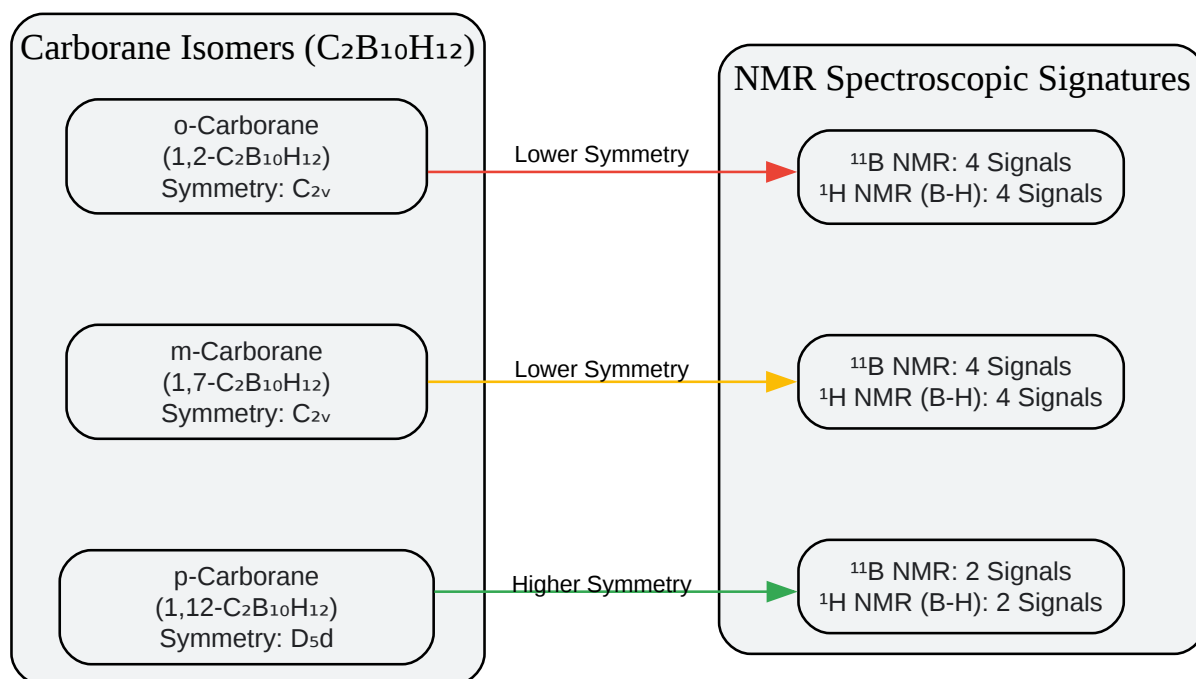 Carborane Isomers (C₂B₁₀H₁₂)
o-Carborane
(1,2-C₂B₁₀H₁₂)
Symmetry: C₂ᵥ
Lower Symmetry
m-Carborane
(1,7-C₂B₁₀H₁₂)
Symmetry: C₂ᵥ
Lower Symmetry
p-Carborane
(1,12-C₂B₁₀H₁₂)
Symmetry: D₅d
Higher Symmetry
NMR Spectroscopic Signatures
¹¹B NMR: 4 Signals
¹H NMR (B-H): 4 Signals
¹¹B NMR: 4 Signals
¹H NMR (B-H): 4 Signals
¹¹B NMR: 2 Signals
¹H NMR (B-H): 2 Signals